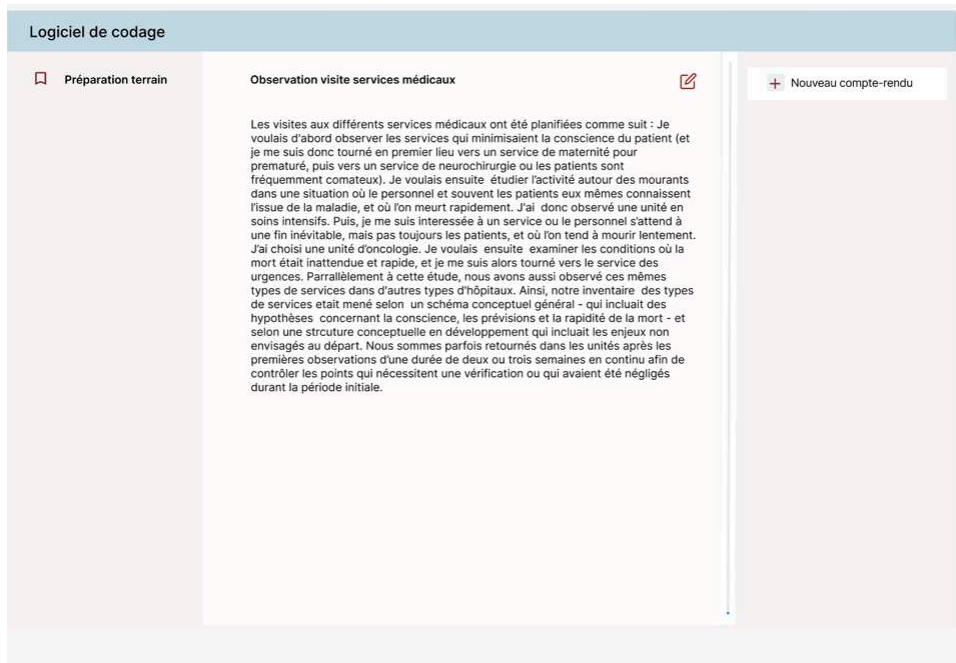 Logiciel de codage
Préparation terrain
Observation visite services médicaux
Nouveau compte-rendu
Les visites aux différents services médicaux ont été planifiées comme suit : Je
voulais d'abord observer les services qui minimisaient la conscience du patient (et
je me suis donc tourné en premier lieu vers un service de maternité pour
prematuré, puis vers un service de neurochirurgie ou les patients sont
fréquemment comateux). Je voulais ensuite étudier l'activité autour des mourants
dans une situation où le personnel et souvent les patients eux mêmes connaissent
l'issue de la maladie, et où l'on meurt rapidement. J'ai donc observé une unité en
soins intensifs. Puis, je me suis interessée à un service ou le personnel s'attend à
une fin inévitable, mais pas toujours les patients, et où l'on tend à mourir lentement.
J'ai choisi une unité d'oncologie. Je voulais ensuite examiner les conditions où la
mort était inattendue et rapide, et je me suis alors tourné vers le service des
urgences. Parrallèlement à cette étude, nous avons aussi observé ces mêmes
types de services dans d'autres types d'hôpitaux. Ainsi, notre inventaire des types
de services etait mené selon un schéma conceptuel général - qui incluait des
hypothèses concernant la conscience, les prévisions et la rapidité de la mort - et
selon une strcuture conceptuelle en développement qui incluait les enjeux non
envisagés au départ. Nous sommes parfois retournés dans les unités après les
premières observations d'une durée de deux ou trois semaines en continu afin de
contrôler les points qui nécessitent une vérification ou qui avaient été négligés
durant la période initiale.